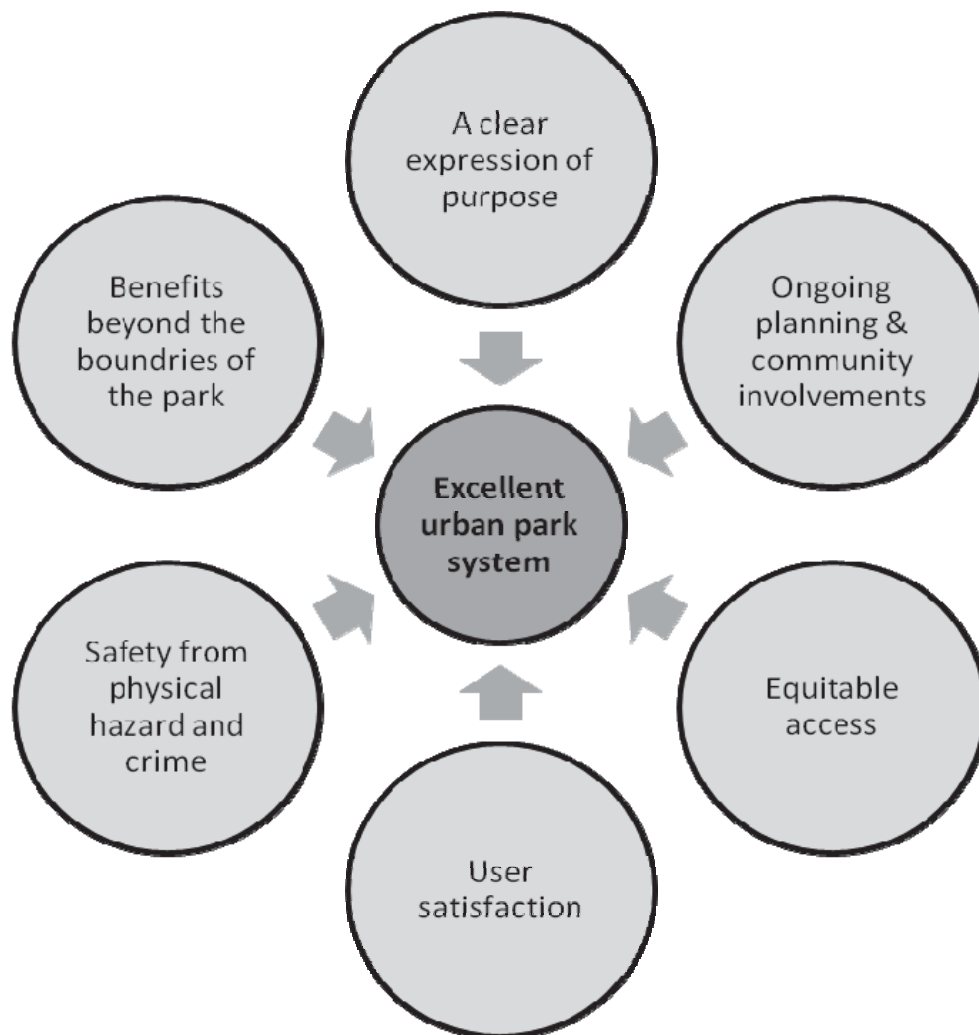 A clear
expression of
purpose
Ongoing
planning &
community
involvements
Equitable
access
User
satisfaction
Safety from
physical
hazard and
crime
Benefits
beyond the
boundries of
the park
Excellent
urban park
system